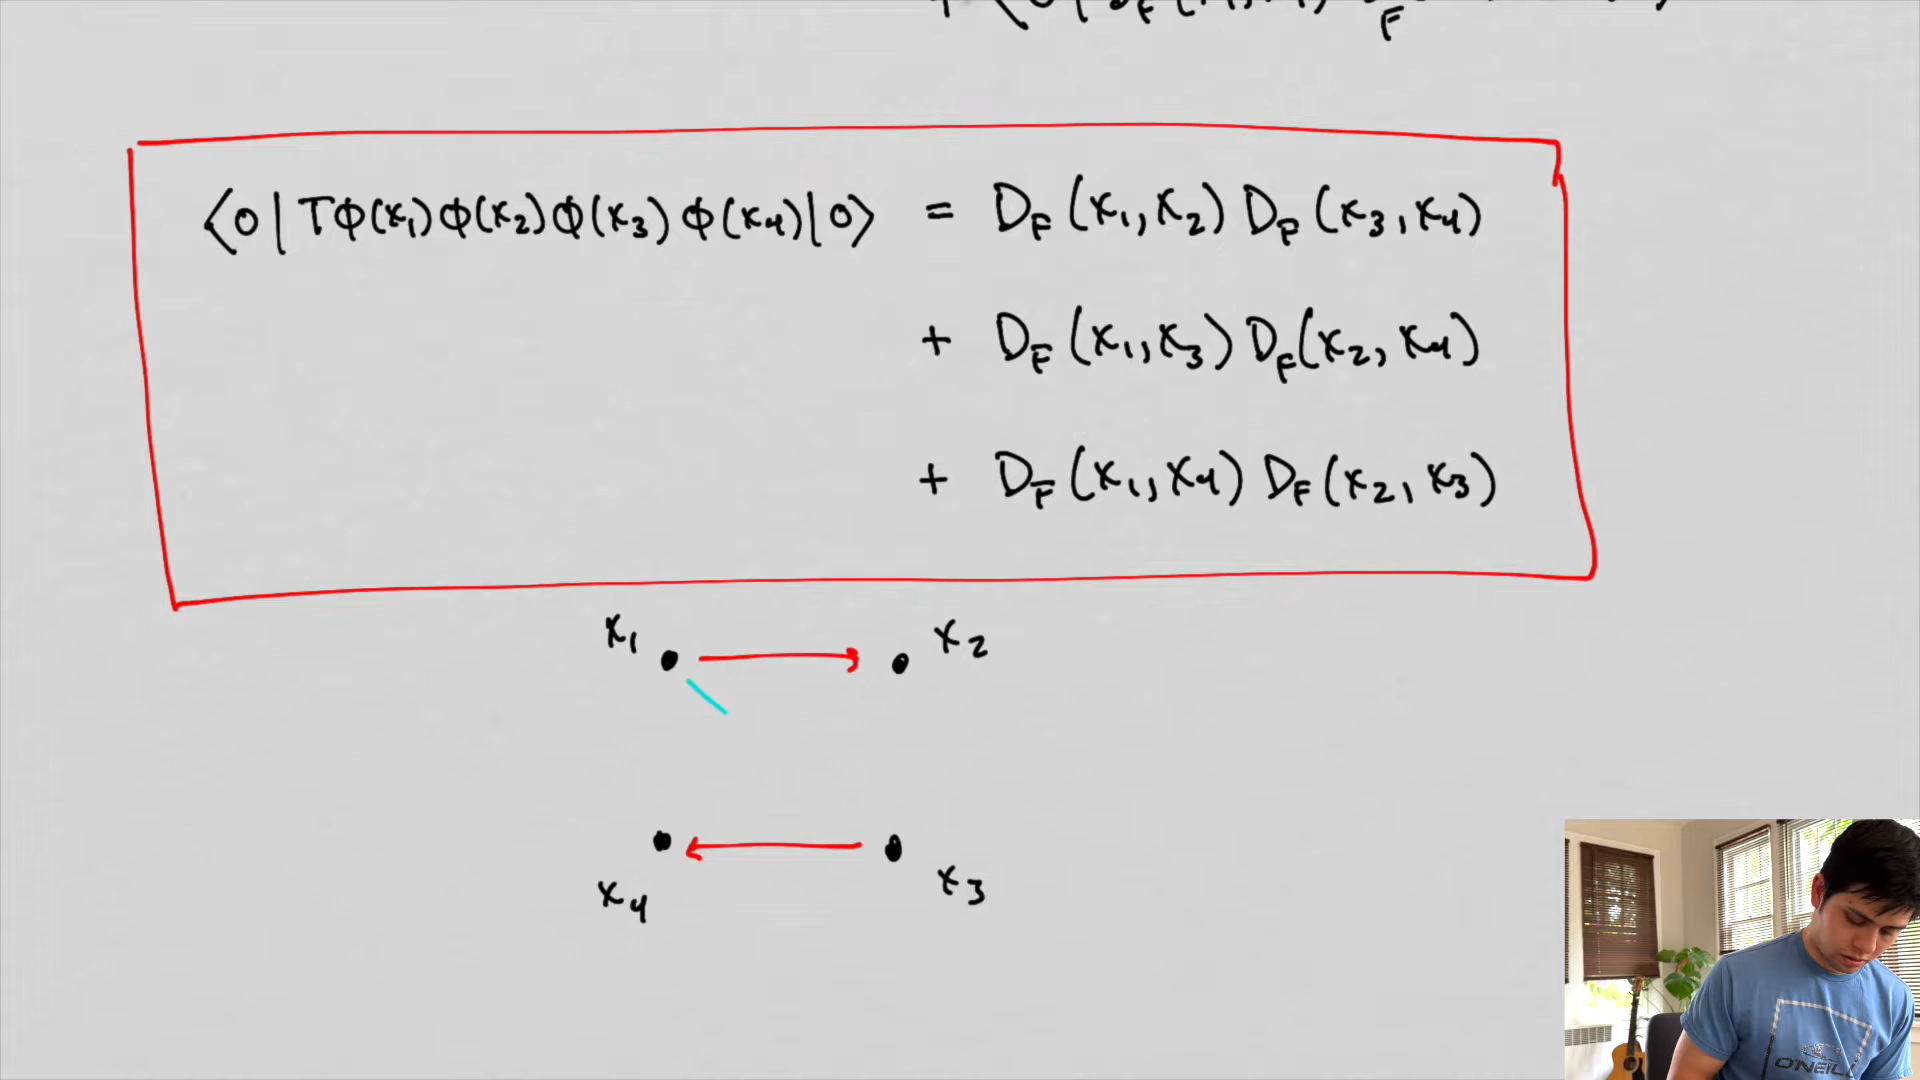 ⟨0|TΦ(x₁)Φ(x₂)Φ(x₃)Φ(x₄)|0⟩ = D_F(x₁,x₂) D_F(x₃,x₄)
+ D_F(x₁,x₃) D_F(x₂,x₄)
+ D_F(x₁,x₄) D_F(x₂,x₃)
x₁
x₂
x₄
x₃
O'NEILL